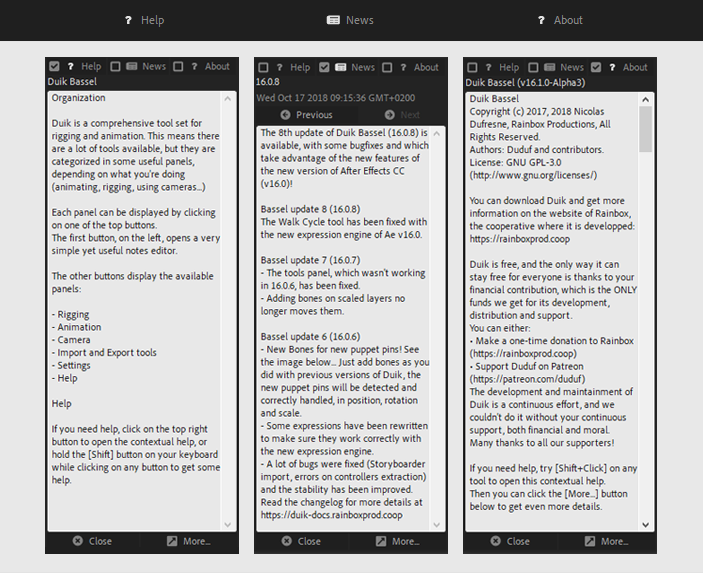 Help
News
About
Help News About
Duik Bassel
Organization
Duik is a comprehensive tool set for
rigging and animation. This means there
are a lot of tools available, but they are
categorized in some useful panels,
depending on what you're doing
(animating, rigging, using cameras...)
Each panel can be displayed by clicking
on one of the top buttons.
The first button, on the left, opens a very
simple yet useful notes editor.
The other buttons display the available
panels:
- Rigging
- Animation
- Camera
- Import and Export tools
- Settings
- Help
Help
If you need help, click on the top right
button to open the contextual help, or
hold the [Shift] button on your keyboard
while clicking on any button to get some
help.
Close
More...
Help News About
16.0.8
Wed Oct 17 2018 09:15:36 GMT+0200
Previous
Next
The 8th update of Duik Bassel (16.0.8) is
available, with some bugfixes and which
take advantage of the new features of
the new version of After Effects CC
(v16.0)!
Bassel update 8 (16.0.8)
The Walk Cycle tool has been fixed with
the new expression engine of Ae v16.0.
Bassel update 7 (16.0.7)
- The tools panel, which wasn't working
in 16.0.6, has been fixed.
- Adding bones on scaled layers no
longer moves them.
Bassel update 6 (16.0.6)
- New Bones for new puppet pins! See
the image below... Just add bones as you
did with previous versions of Duik, the
new puppet pins will be detected and
correctly handled, in position, rotation
and scale.
- Some expressions have been rewritten
to make sure they work correctly with
the new expression engine.
- A lot of bugs were fixed (Storyboarder
import, errors on controllers extraction)
and the stability has been improved.
Read the changelog for more details at
https://duik-docs.rainboxprod.coop
Close
More...
Help News About
Duik Bassel (v16.1.0-Alpha3)
Duik Bassel
Copyright (c) 2017, 2018 Nicolas
Dufresne, Rainbox Productions, All
Rights Reserved.
Authors: Duduf and contributors.
License: GNU GPL-3.0
(http://www.gnu.org/licenses/)
You can download Duik and get more
information on the website of Rainbox,
the cooperative where it is developped:
https://rainboxprod.coop
Duik is free, and the only way it can
stay free for everyone is thanks to your
financial contribution, which is the ONLY
funds we get for its development,
distribution and support.
You can either:
• Make a one-time donation to Rainbox
(https://rainboxprod.coop)
• Support Duduf on Patreon
(https://patreon.com/duduf)
The development and maintainment of
Duik is a continuous effort, and we
couldn't do it without your continuous
support, both financial and moral.
Many thanks to all our supporters!
If you need help, try [Shift+Click] on any
tool to open this contextual help.
Then you can click the [More...] button
below to get even more details.
Close
More...